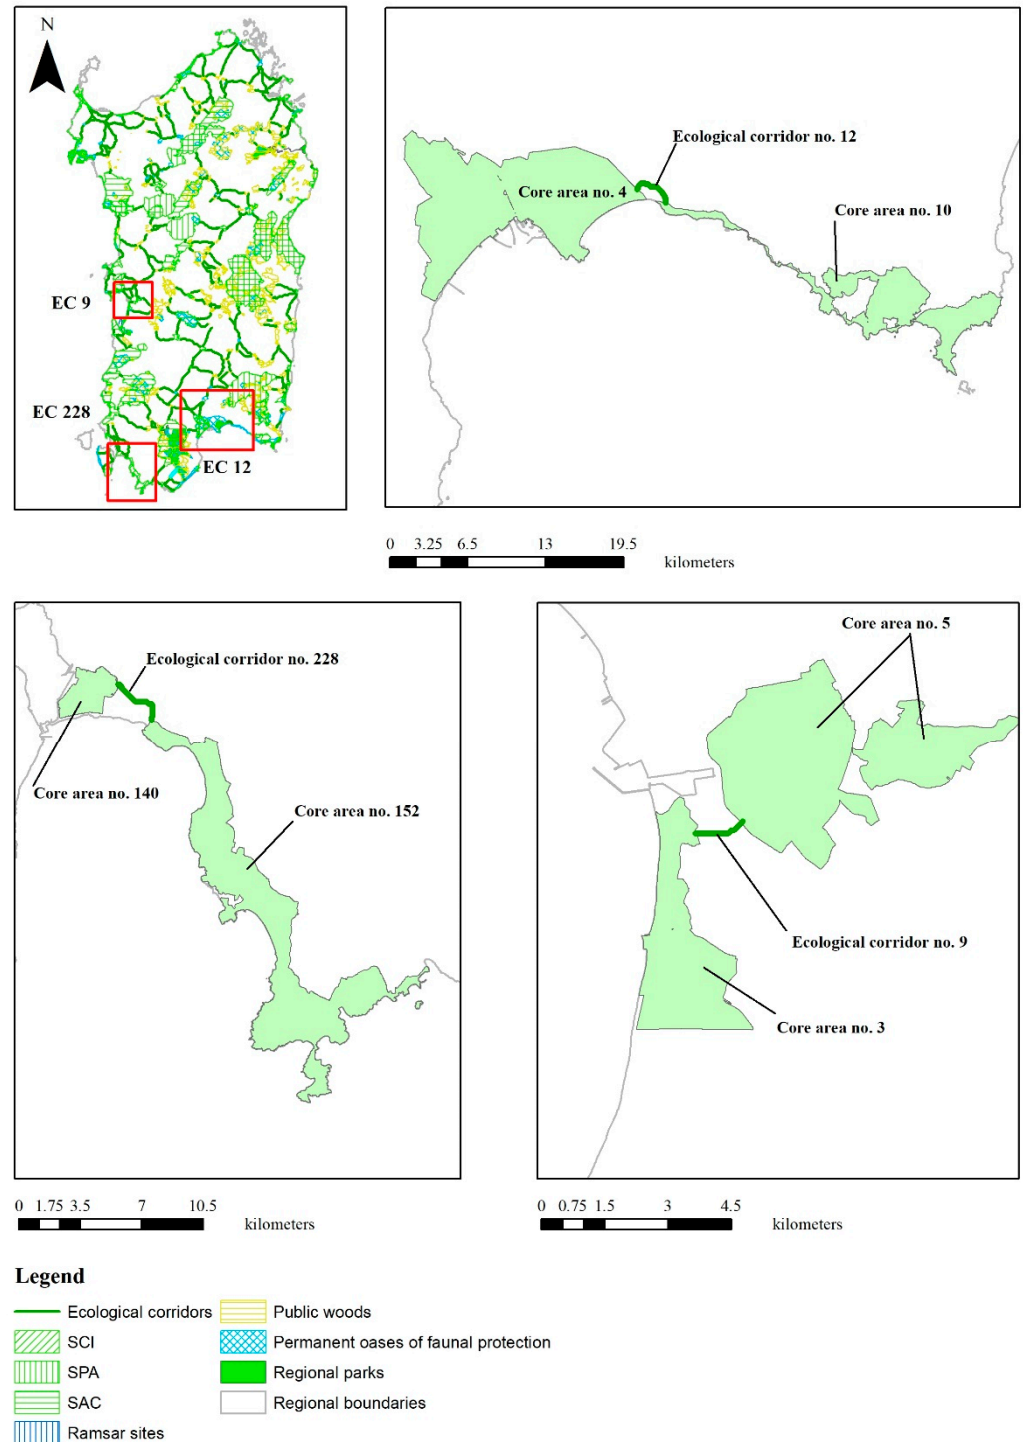 N
EC 9
EC 228
EC 12
Ecological corridor no. 12
Core area no. 4
Core area no. 10
0 3.25 6.5 13 19.5
kilometers
Ecological corridor no. 228
Core area no. 140
Core area no. 152
0 1.75 3.5 7 10.5
kilometers
Core area no. 5
Ecological corridor no. 9
Core area no. 3
0 0.75 1.5 3 4.5
kilometers
Legend
Ecological corridors
SCI
SPA
SAC
Ramsar sites
Public woods
Permanent oases of faunal protection
Regional parks
Regional boundaries